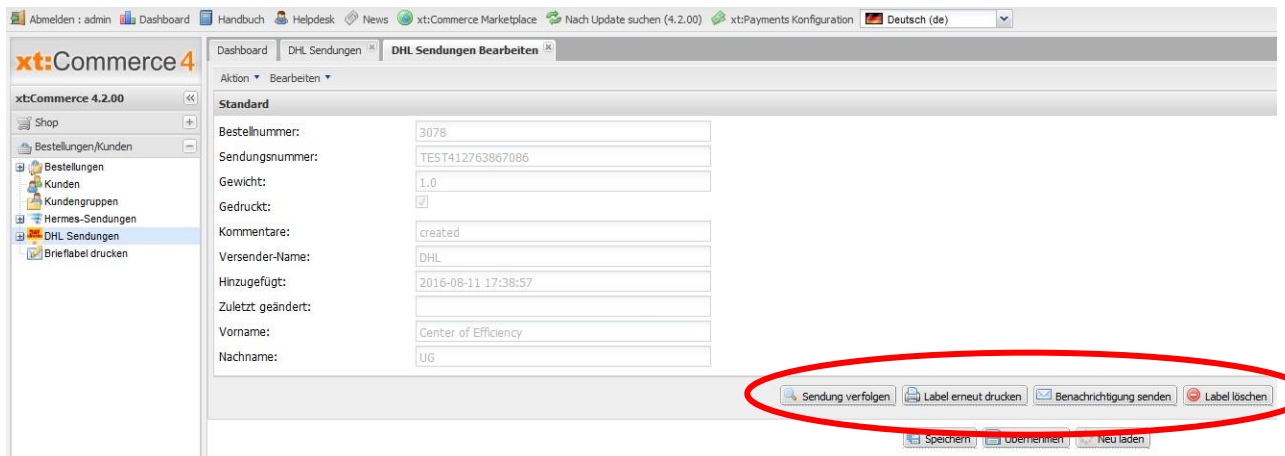 Abmelden : admin Dashboard Handbuch Helpdesk News xt:Commerce Marketplace Nach Update suchen (4.2.00) xt:Payments Konfiguration Deutsch (de)
xt:Commerce 4
xt:Commerce 4.2.00
Shop
Bestellungen/Kunden
Bestellungen
Kunden
Kundengruppen
Hermes-Sendungen
DHL Sendungen
Brieflabel drucken
Dashboard DHL Sendungen DHL Sendungen Bearbeiten
Aktion Bearbeiten
Standard
Bestellnummer: 3078
Sendungsnummer: TEST412763867086
Gewicht: 1.0
Gedruckt:
Kommentare: created
Versender-Name: DHL
Hinzugefügt: 2016-08-11 17:38:57
Zuletzt geändert:
Vorname: Center of Efficiency
Nachname: UG
Sendung verfolgen Label erneut drucken Benachrichtigung senden Label löschen
Speichern Übernehmen Neu laden